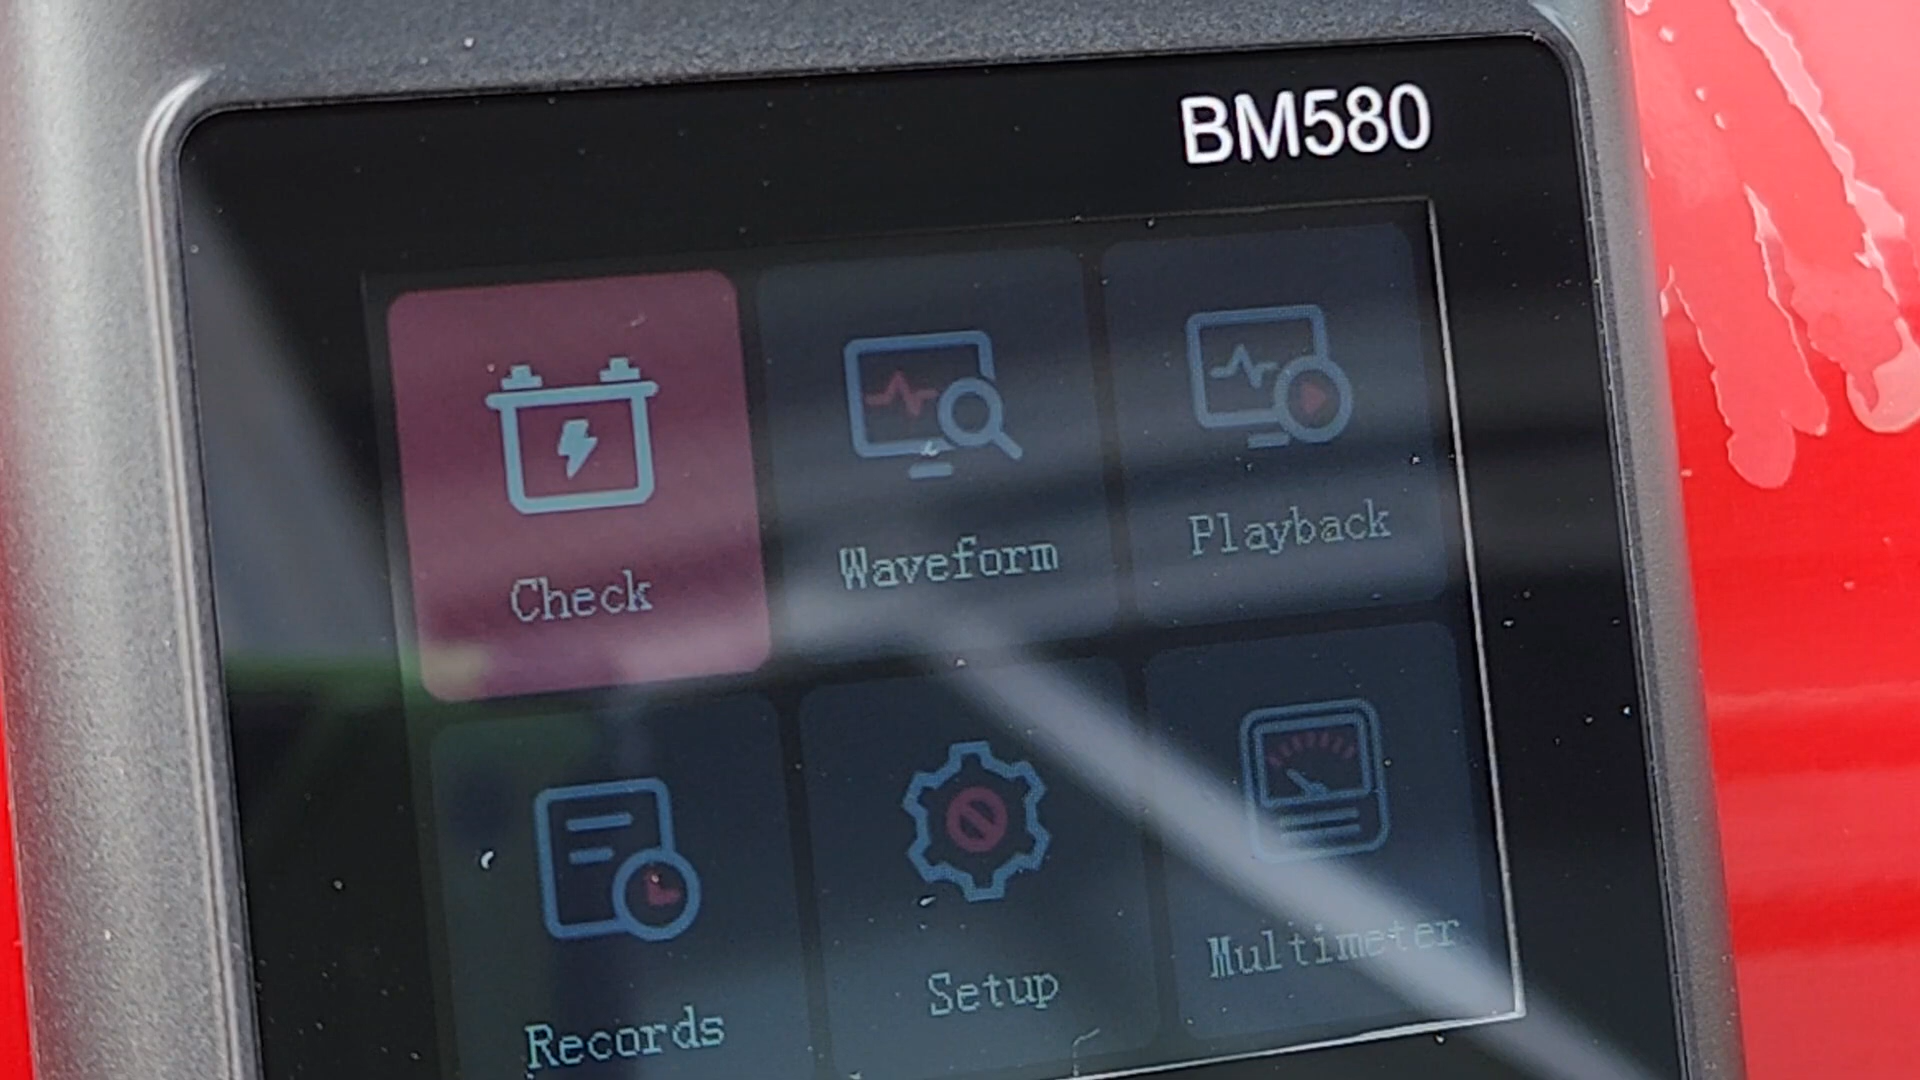 BM580
Check
Waveform
Playback
Records
Setup
Multimeter